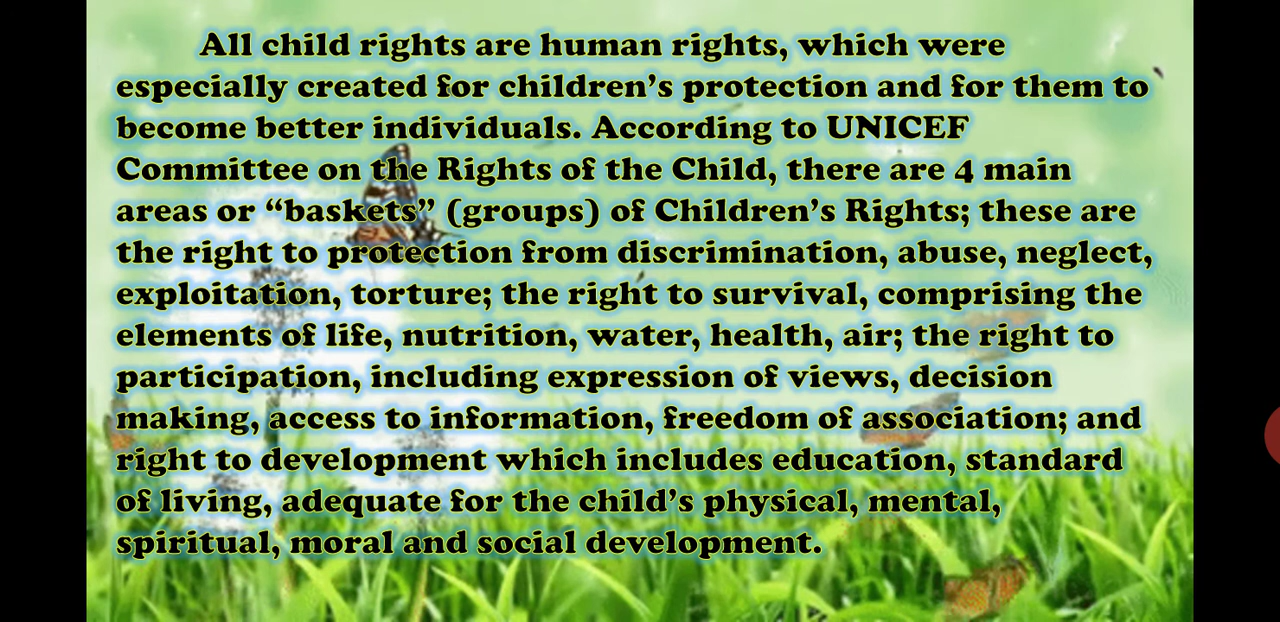 All child rights are human rights, which were
especially created for children’s protection and for them to
become better individuals. According to UNICEF
Committee on the Rights of the Child, there are 4 main
areas or “baskets” (groups) of Children’s Rights; these are
the right to protection from discrimination, abuse, neglect,
exploitation, torture; the right to survival, comprising the
elements of life, nutrition, water, health, air; the right to
participation, including expression of views, decision
making, access to information, freedom of association; and
right to development which includes education, standard
of living, adequate for the child’s physical, mental,
spiritual, moral and social development.